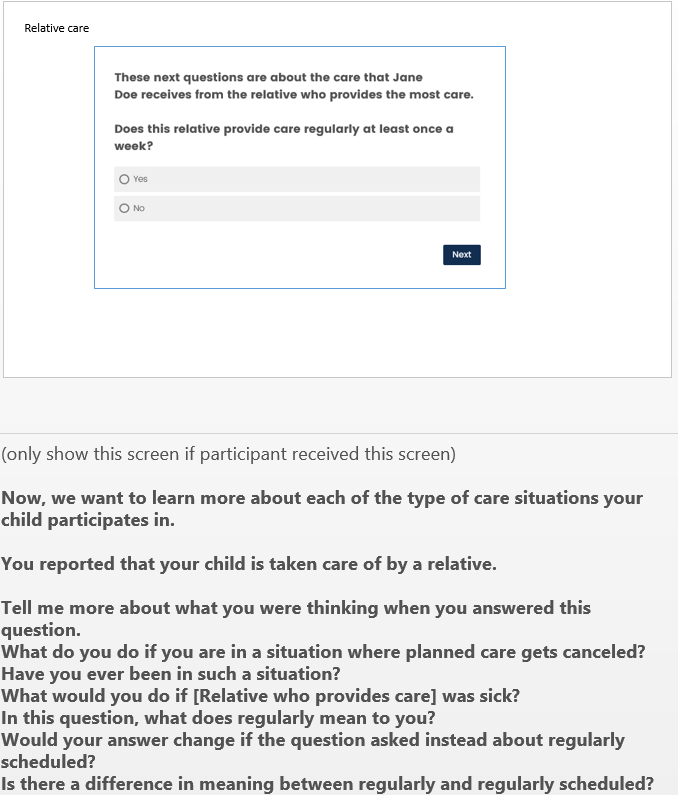 Relative care
These next questions are about the care that Jane
Doe receives from the relative who provides the most care.
Does this relative provide care regularly at least once a
week?
Yes
No
Next
(only show this screen if participant received this screen)
Now, we want to learn more about each of the type of care situations your
child participates in.
You reported that your child is taken care of by a relative.
Tell me more about what you were thinking when you answered this
question.
What do you do if you are in a situation where planned care gets canceled?
Have you ever been in such a situation?
What would you do if [Relative who provides care] was sick?
In this question, what does regularly mean to you?
Would your answer change if the question asked instead about regularly
scheduled?
Is there a difference in meaning between regularly and regularly scheduled?